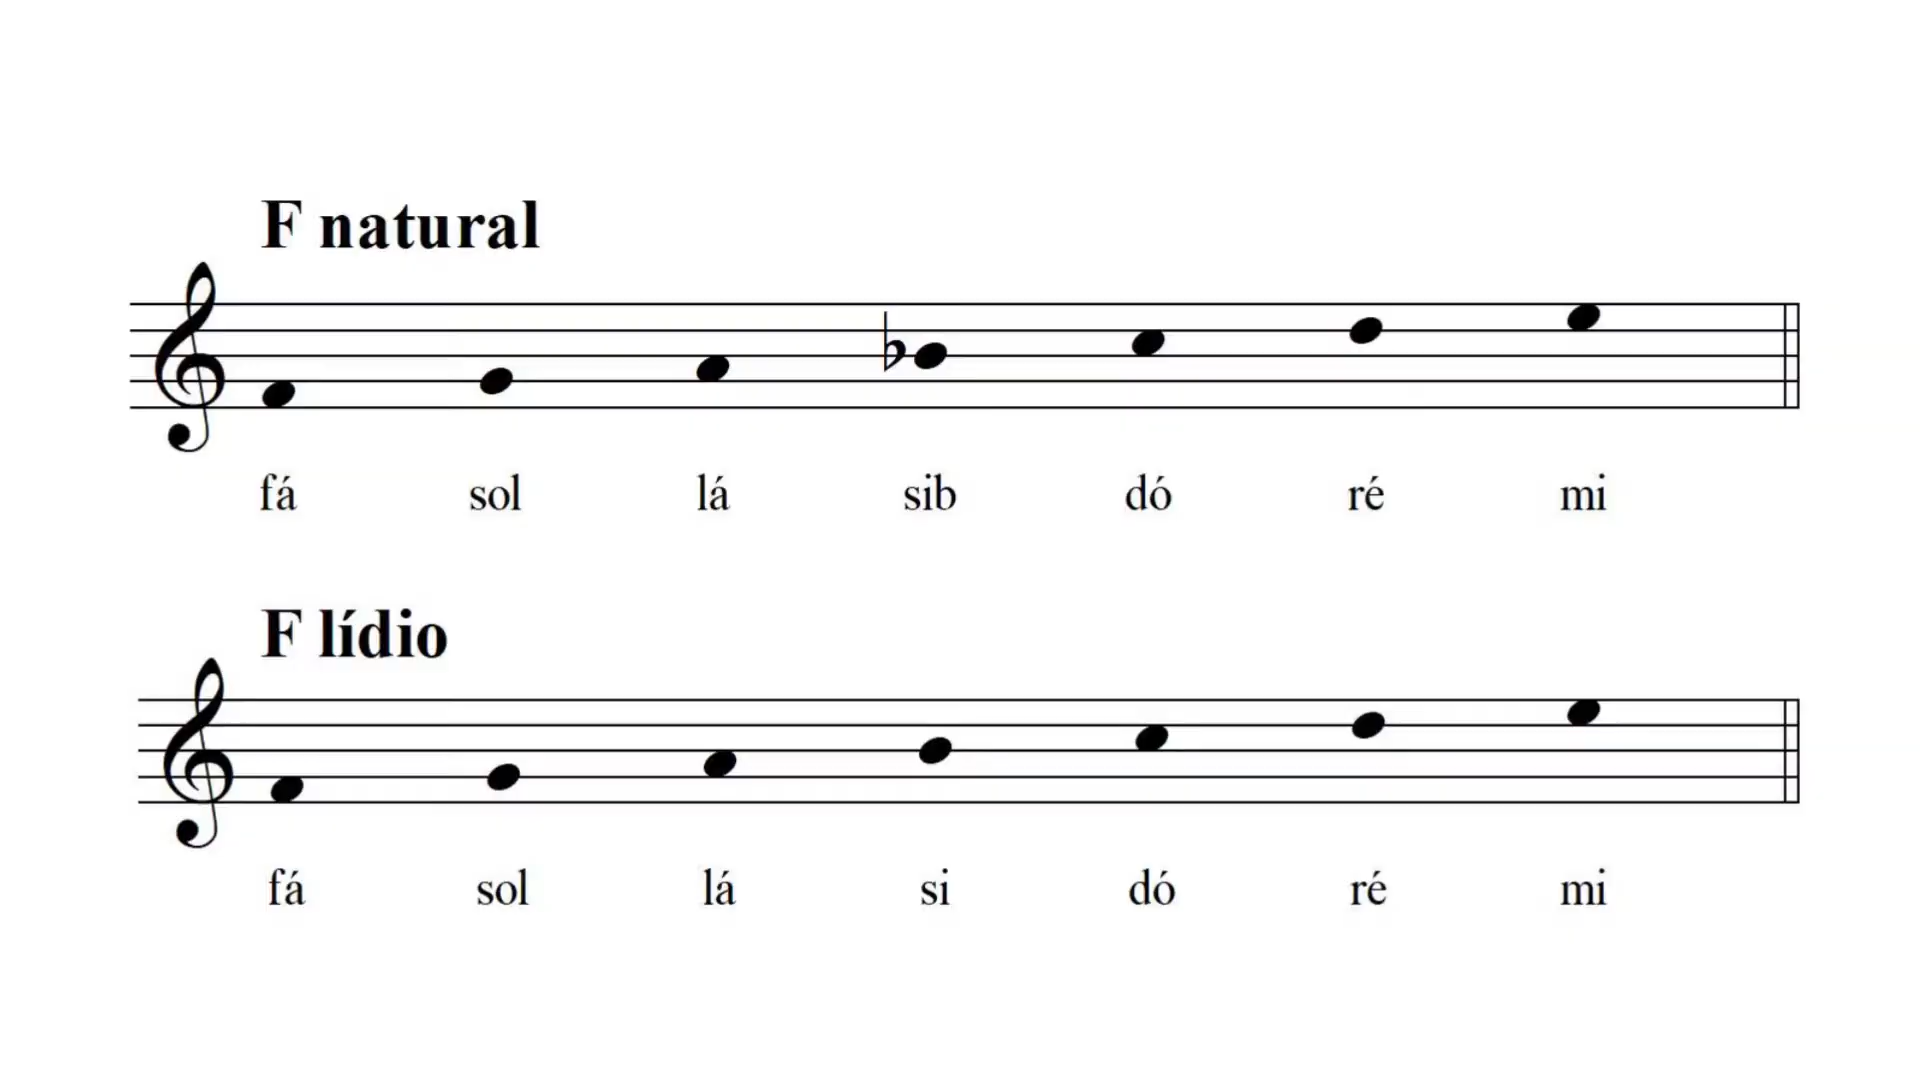 F natural
fá sol lá sib dó ré mi
F lídio
fá sol lá si dó ré mi